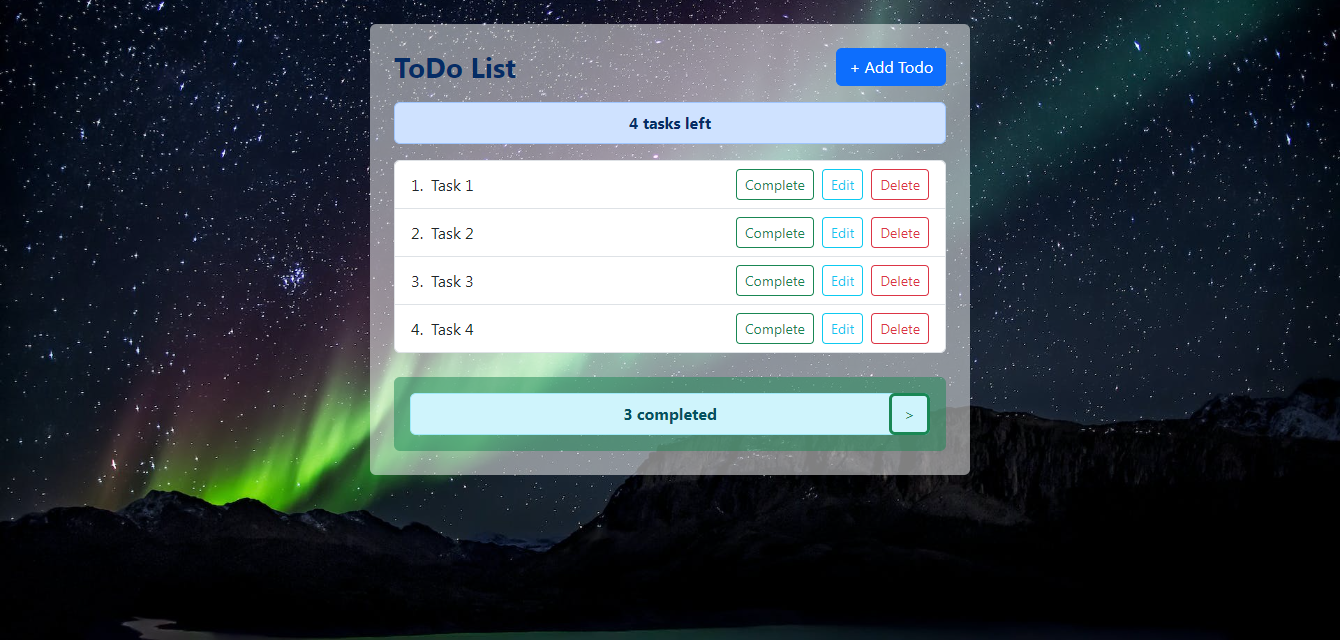 ToDo List
+ Add Todo
4 tasks left
1. Task 1 Complete Edit Delete
2. Task 2 Complete Edit Delete
3. Task 3 Complete Edit Delete
4. Task 4 Complete Edit Delete
3 completed >